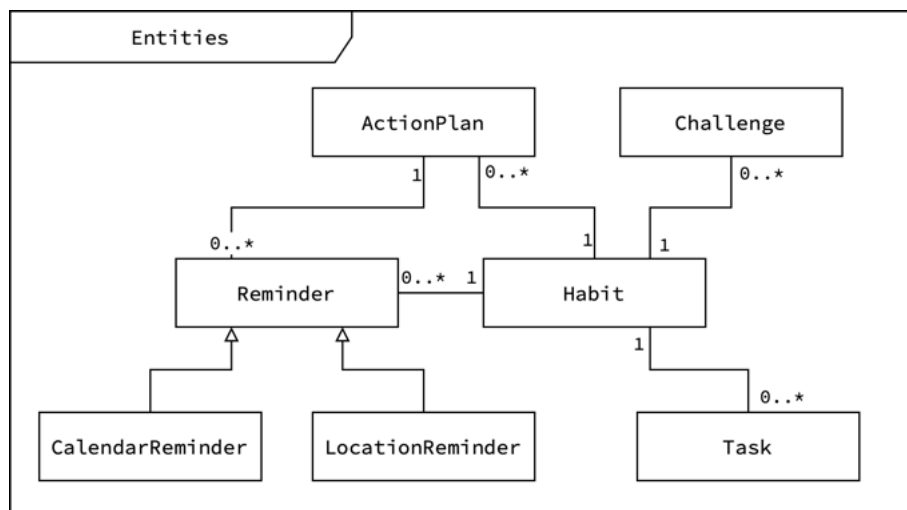 Entities
ActionPlan
Challenge
1
0..*
0..*
0..*
1
1
Reminder
0..*
1
Habit
1
0..*
CalendarReminder
LocationReminder
Task